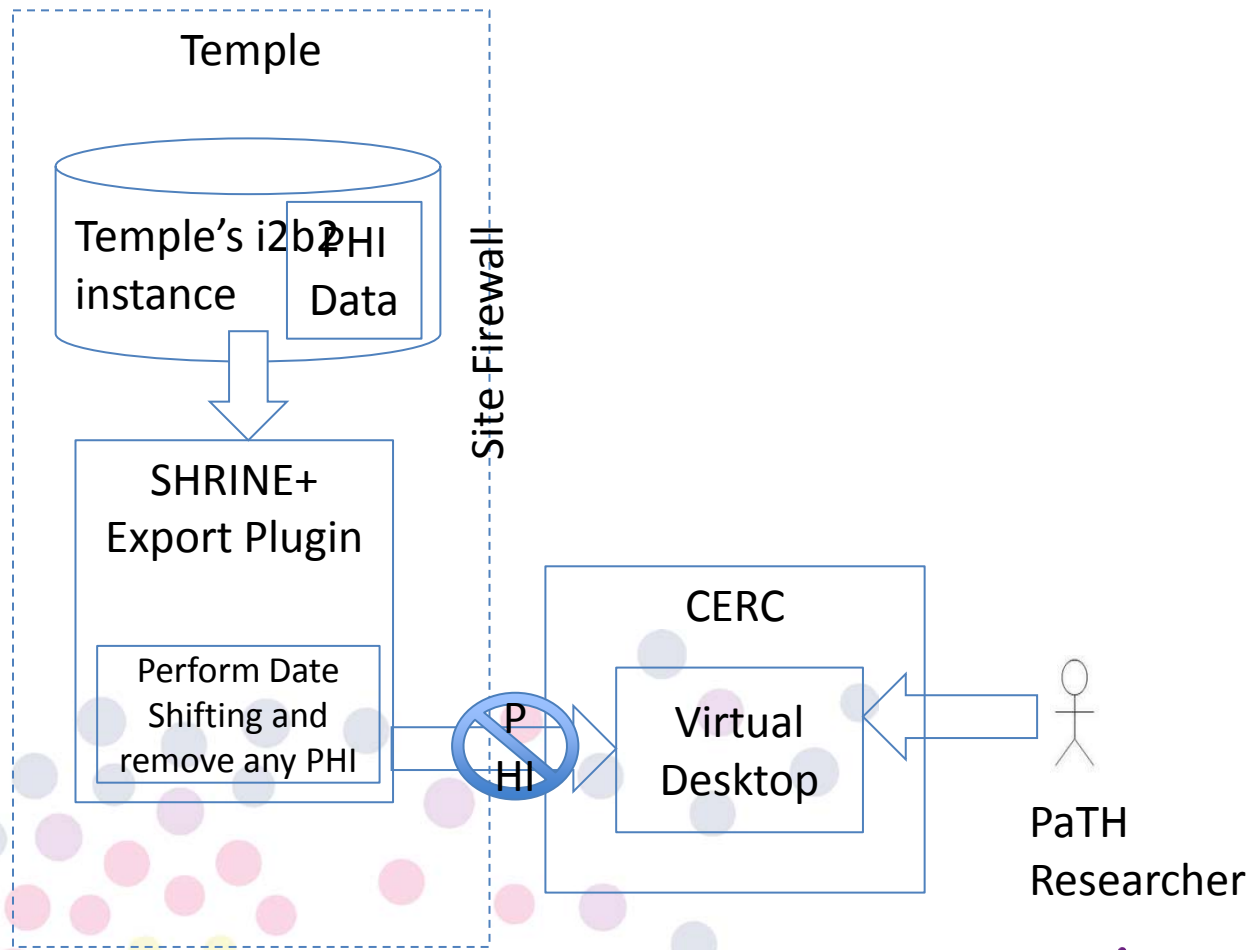 Temple
Temple's i2b2
instance
PHI
Data
Site Firewall
SHRINE+
Export Plugin
Perform Date
Shifting and
remove any PHI
P
HI
CERC
Virtual
Desktop
PaTH
Researcher